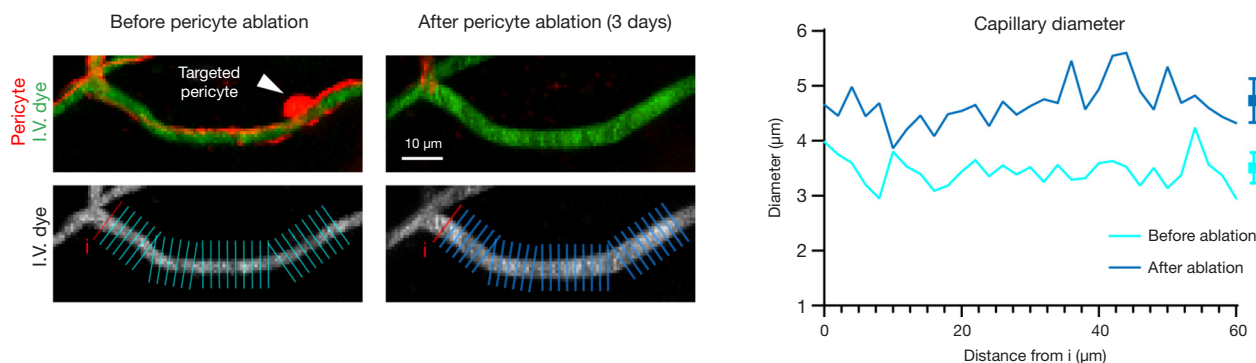 Before pericyte ablation
After pericyte ablation (3 days)
Pericyte
I.V. dye
Targeted
pericyte
10 µm
I.V. dye
i
i
Capillary diameter
Diameter (µm)
6
5
4
3
2
1
Before ablation
After ablation
0
20
40
60
Distance from i (µm)